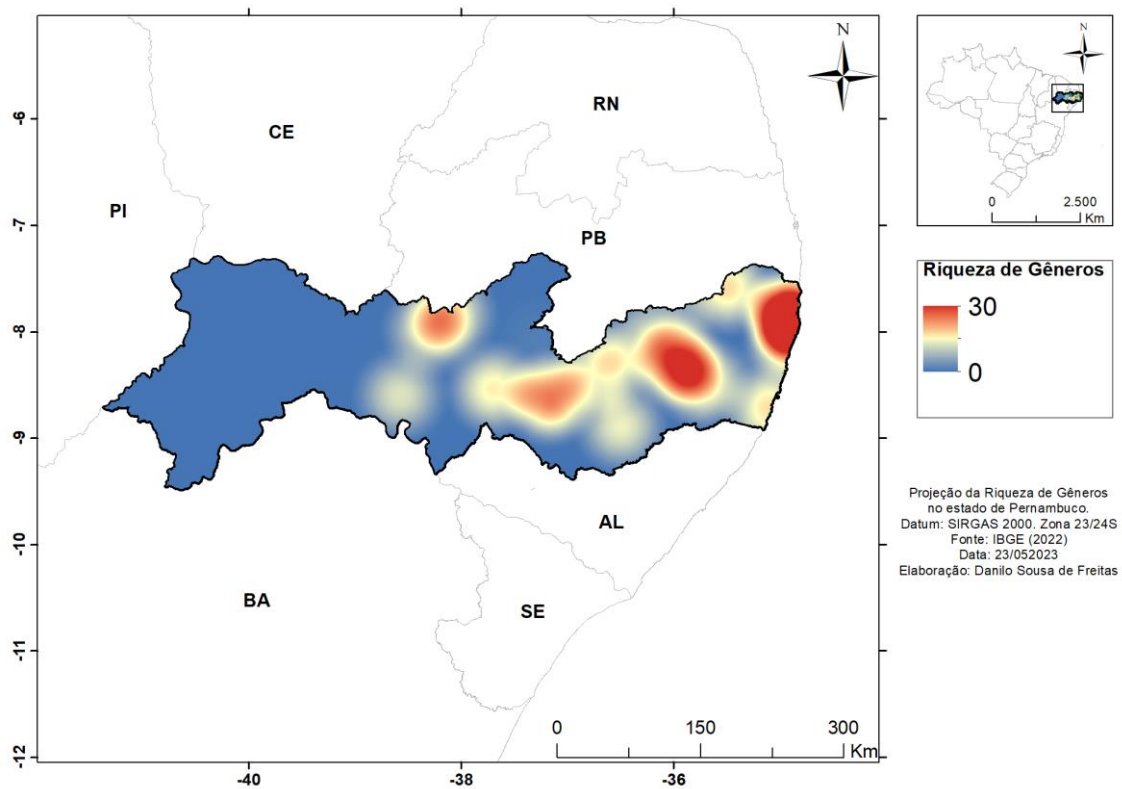 N
-6
-7
-8
-9
-10
-11
-12
-40
-38
-36
CE
RN
PI
PB
AL
BA
SE
0 150 300
Km
N
0 2.500
Km
Riqueza de Gêneros
30
0
Projeção da Riqueza de Gêneros
no estado de Pernambuco.
Datum: SIRGAS 2000. Zona 23/24S
Fonte: IBGE (2022)
Data: 23/052023
Elaboração: Danilo Sousa de Freitas